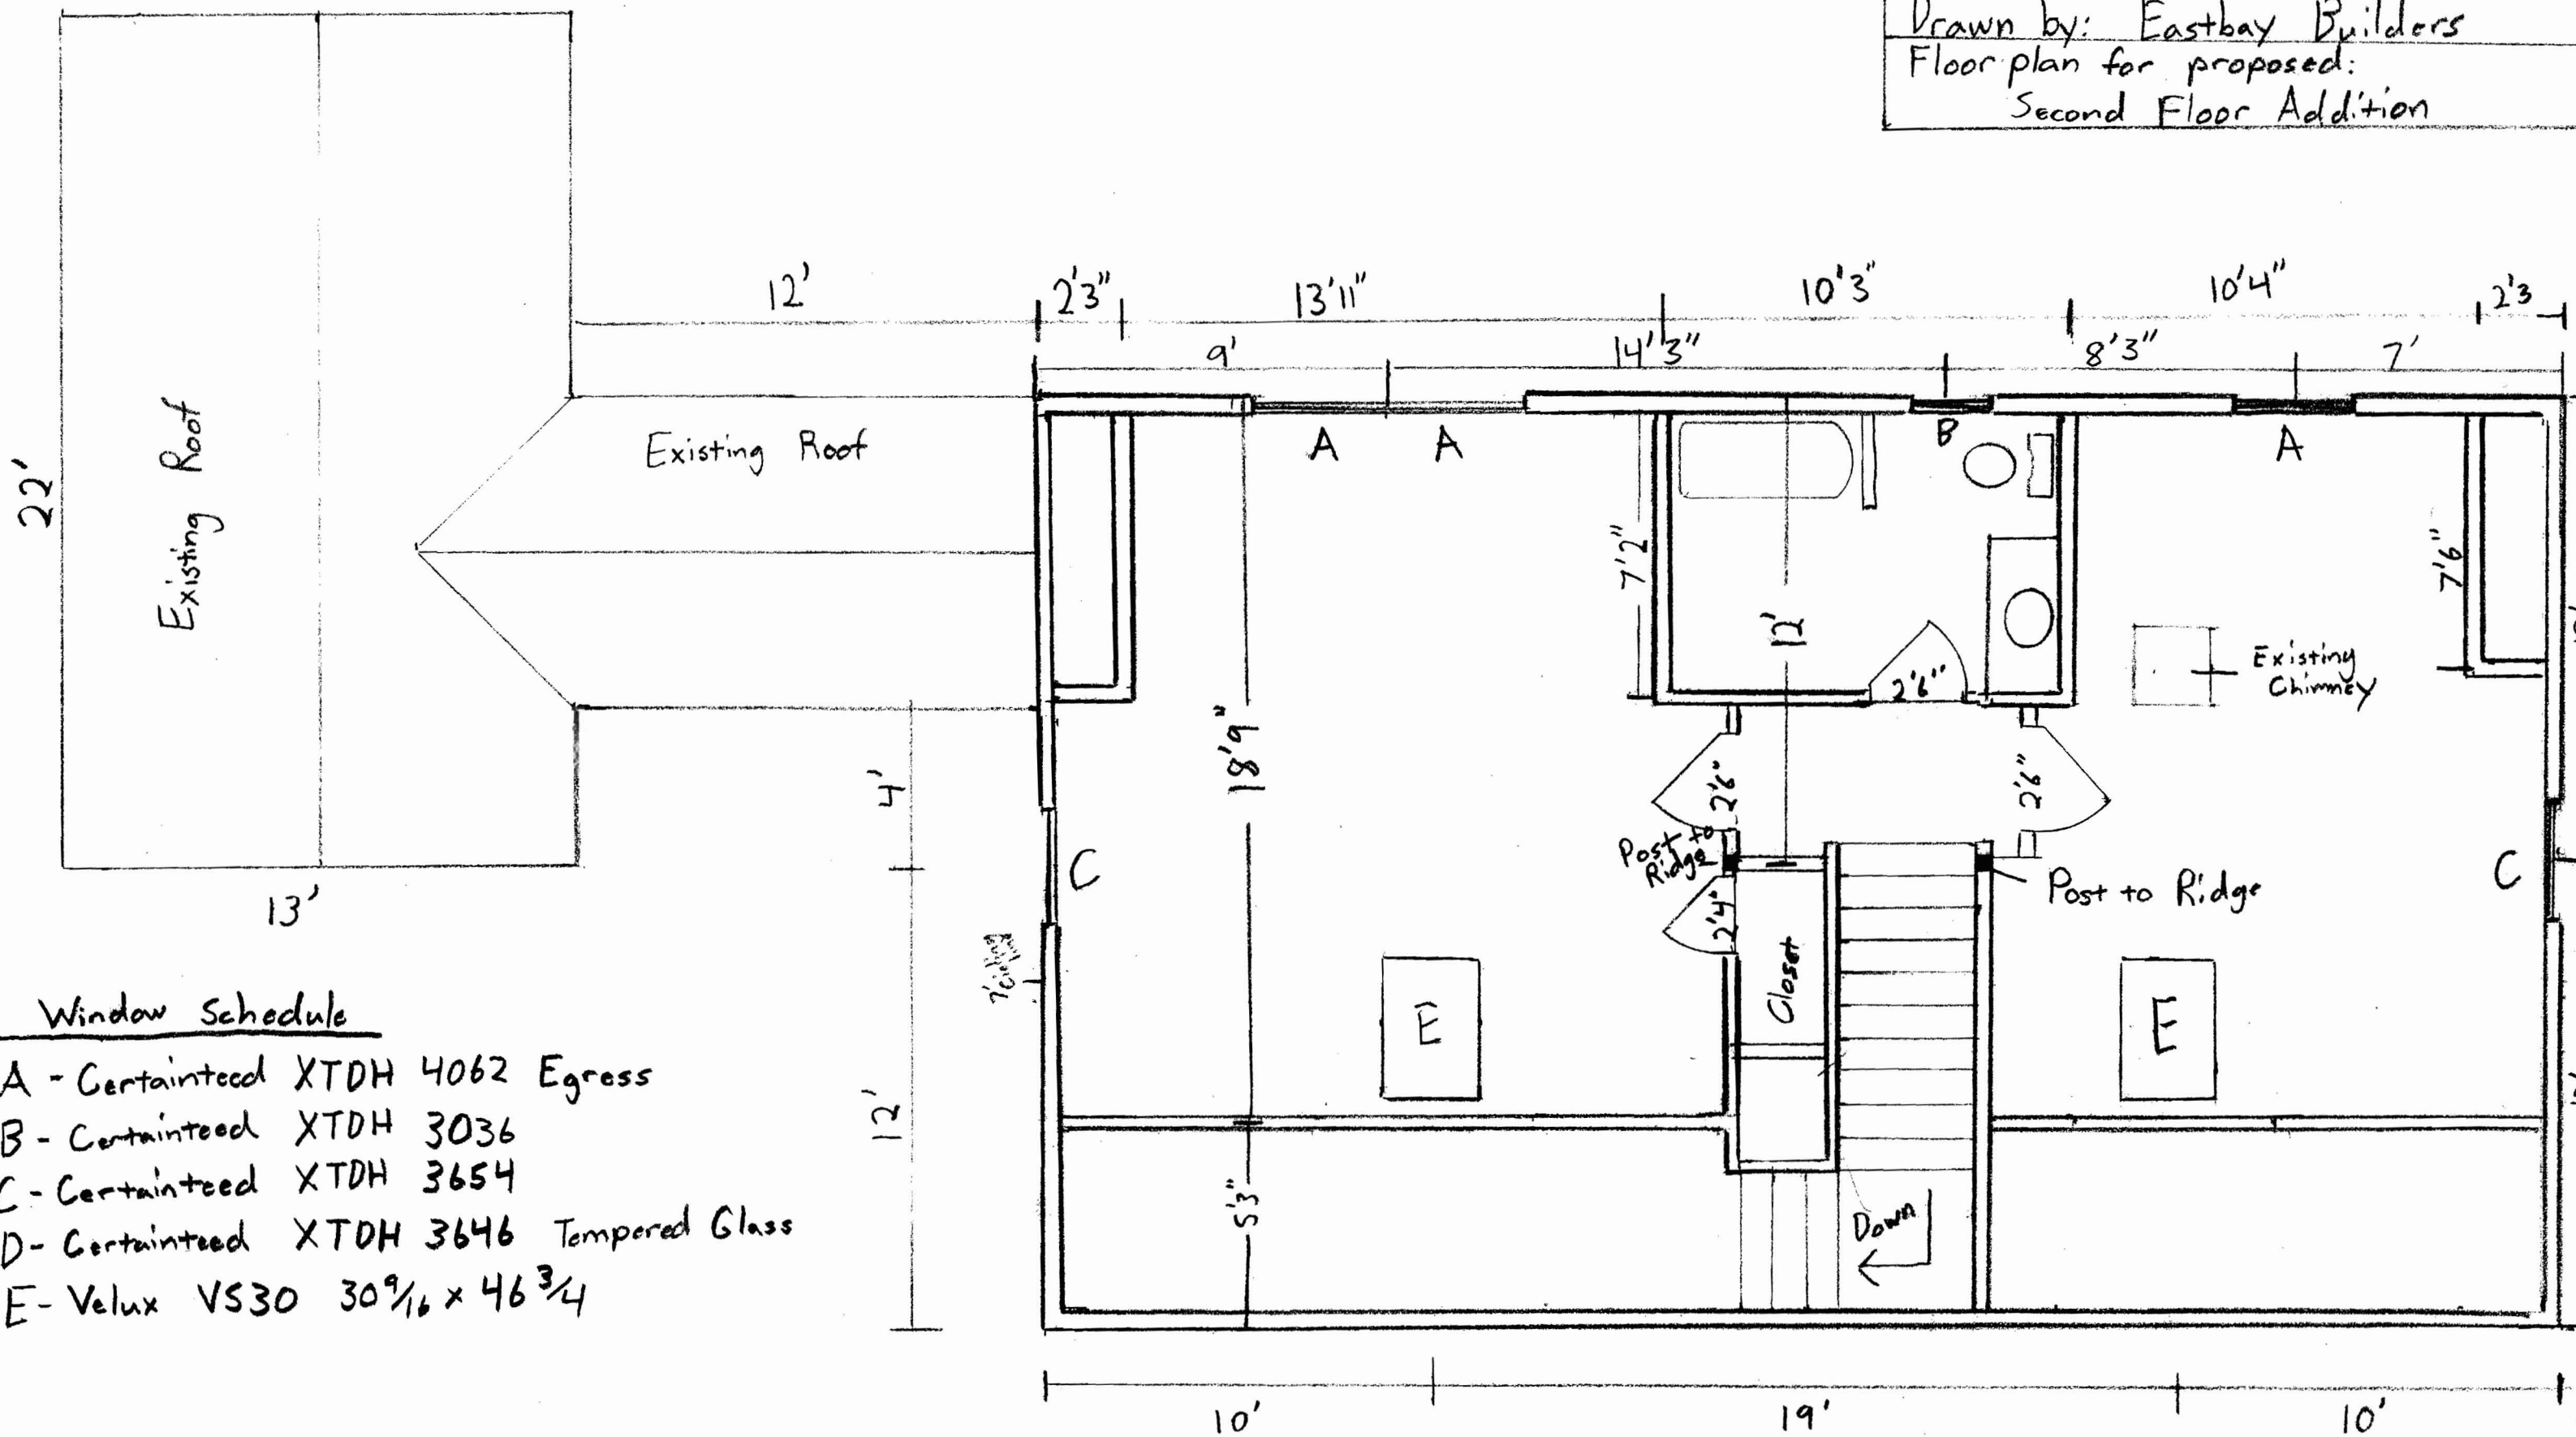 Drawn by: Eastbay Builders
Floor plan for proposed:
Second Floor Addition
12'
2'3"
13'11"
10'3"
10'4"
2'3
9'
14'3"
8'3"
7'
22'
Existing Roof
Existing Roof
A
A
B
A
7'2"
12'
7'6"
Existing
Chimney
2'6"
18'9"
4'
2'6"
2'6"
C
Post to
Ridge
Post to Ridge
C
13'
2'4"
Closet
E
E
Window Schedule
A - Certainteed XTDH 4062 Egress
B - Certainteed XTDH 3036
C - Certainteed XTDH 3654
D - Certainteed XTDH 3646 Tempered Glass
E - Velux VS30 30 9/16 x 46 3/4
12'
5'3"
Down
10'
19'
10'